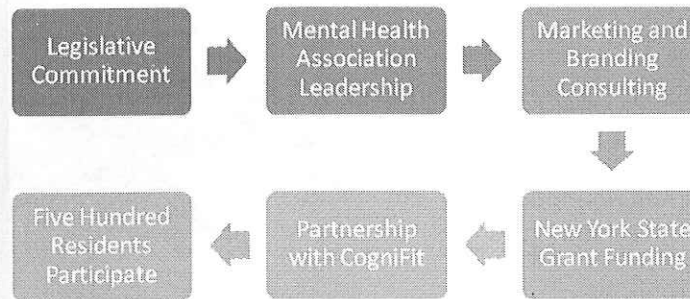 Legislative
Commitment
Mental Health
Association
Leadership
Marketing and
Branding
Consulting
New York State
Grant Funding
Partnership
with CogniFit
Five Hundred
Residents
Participate